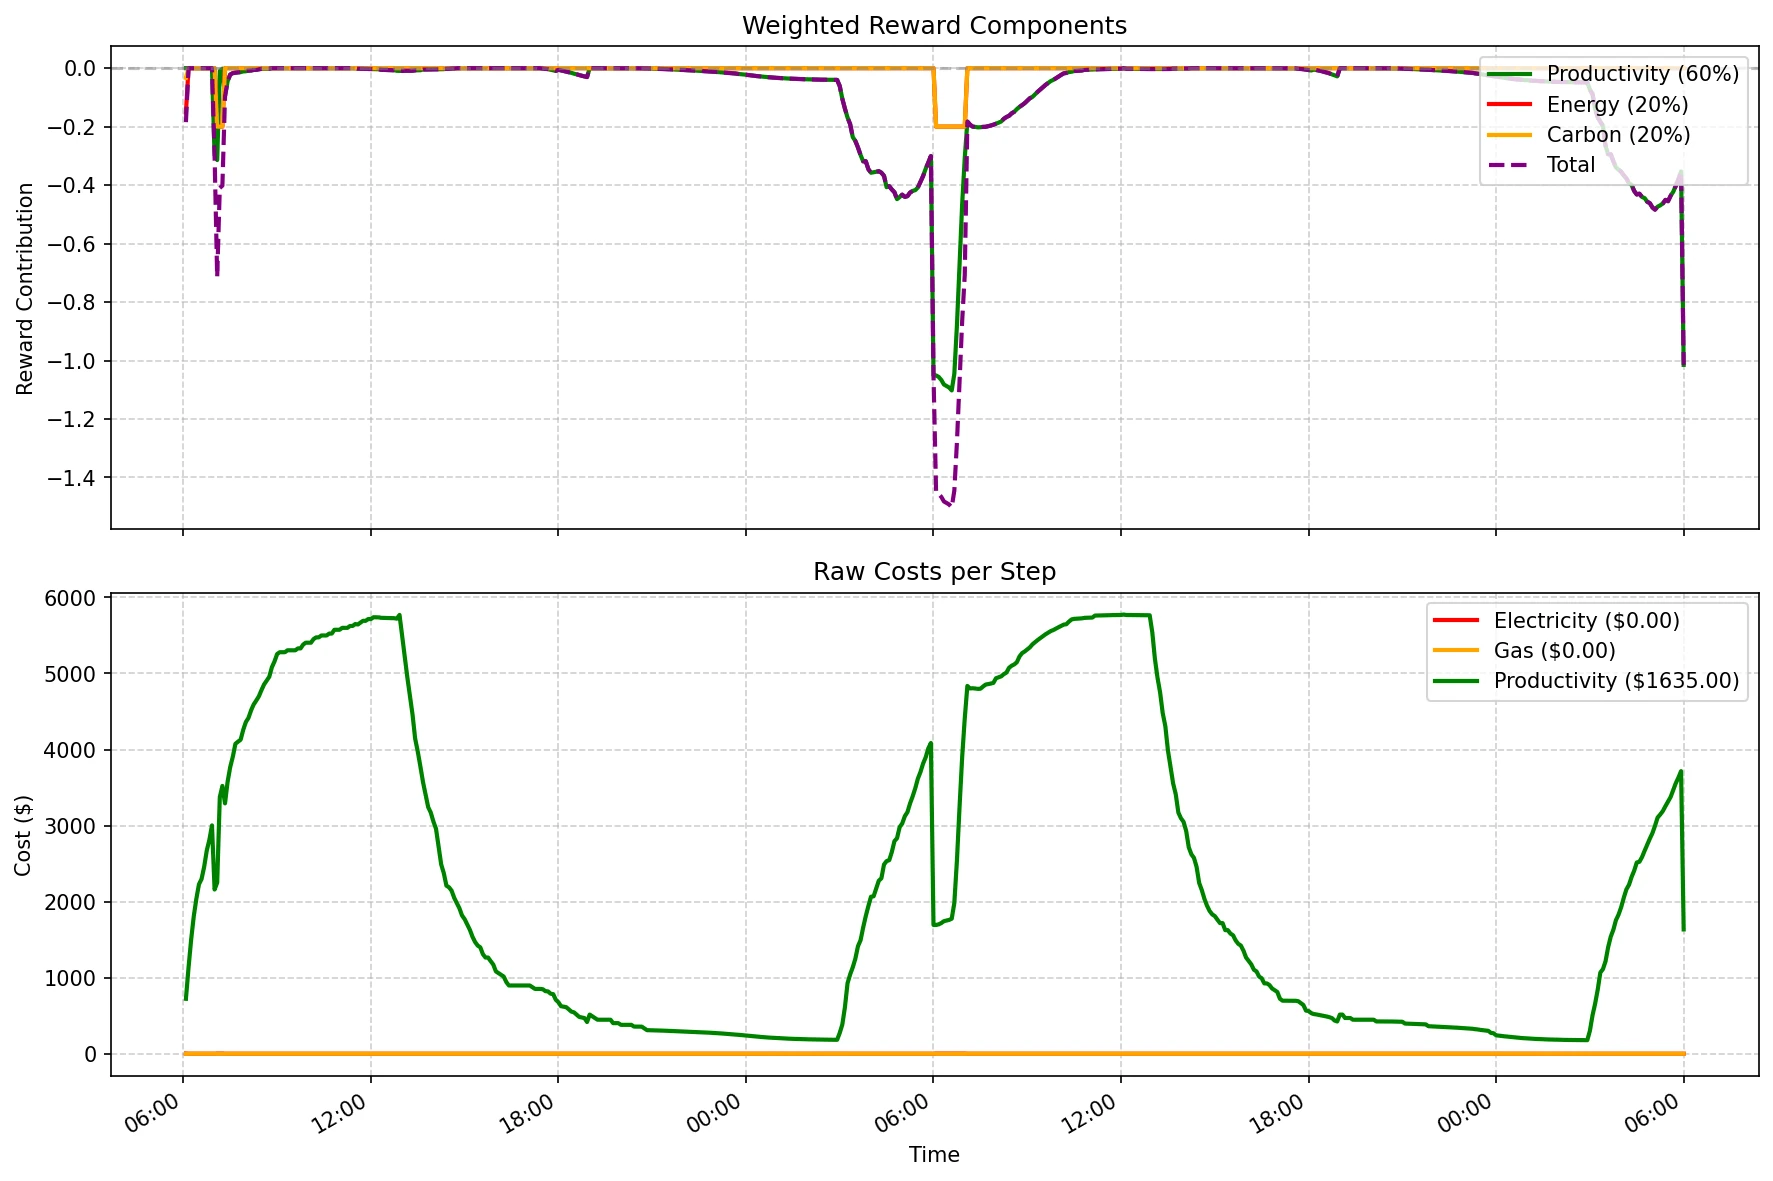 Weighted Reward Components
Reward Contribution
0.0
−0.2
−0.4
−0.6
−0.8
−1.0
−1.2
−1.4
Productivity (60%)
Energy (20%)
Carbon (20%)
Total
Raw Costs per Step
Cost ($)
6000
5000
4000
3000
2000
1000
0
Electricity ($0.00)
Gas ($0.00)
Productivity ($1635.00)
06:00 12:00 18:00 00:00 06:00 12:00 18:00 00:00 06:00
Time